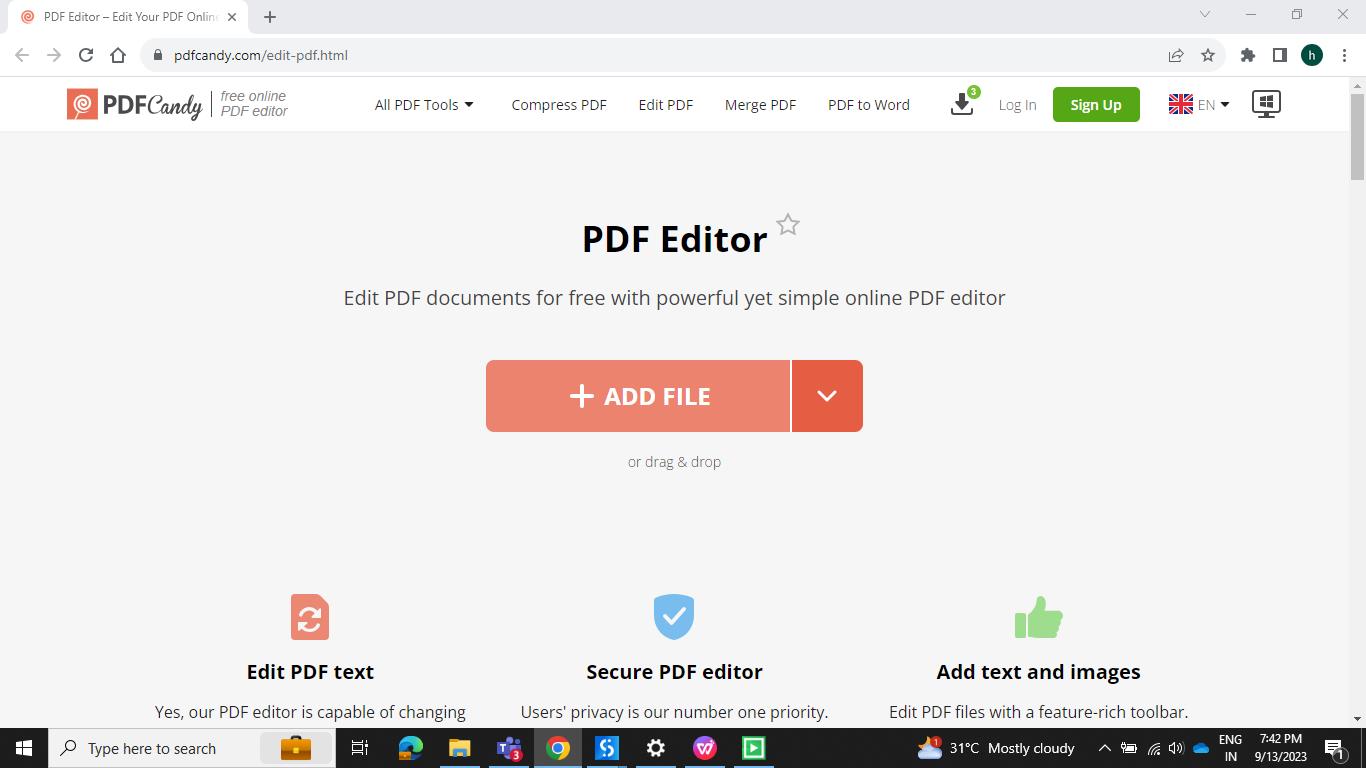 PDF Editor – Edit Your PDF Online
pdfcandy.com/edit-pdf.html
h
PDFCandy
free online
PDF editor
All PDF Tools
Compress PDF
Edit PDF
Merge PDF
PDF to Word
3
Log In
Sign Up
EN
PDF Editor
Edit PDF documents for free with powerful yet simple online PDF editor
+ ADD FILE
or drag & drop
Edit PDF text
Secure PDF editor
Add text and images
Yes, our PDF editor is capable of changing
Users' privacy is our number one priority.
Edit PDF files with a feature-rich toolbar.
Type here to search
3
1
31°C Mostly cloudy
ENG
IN
7:42 PM
9/13/2023
1